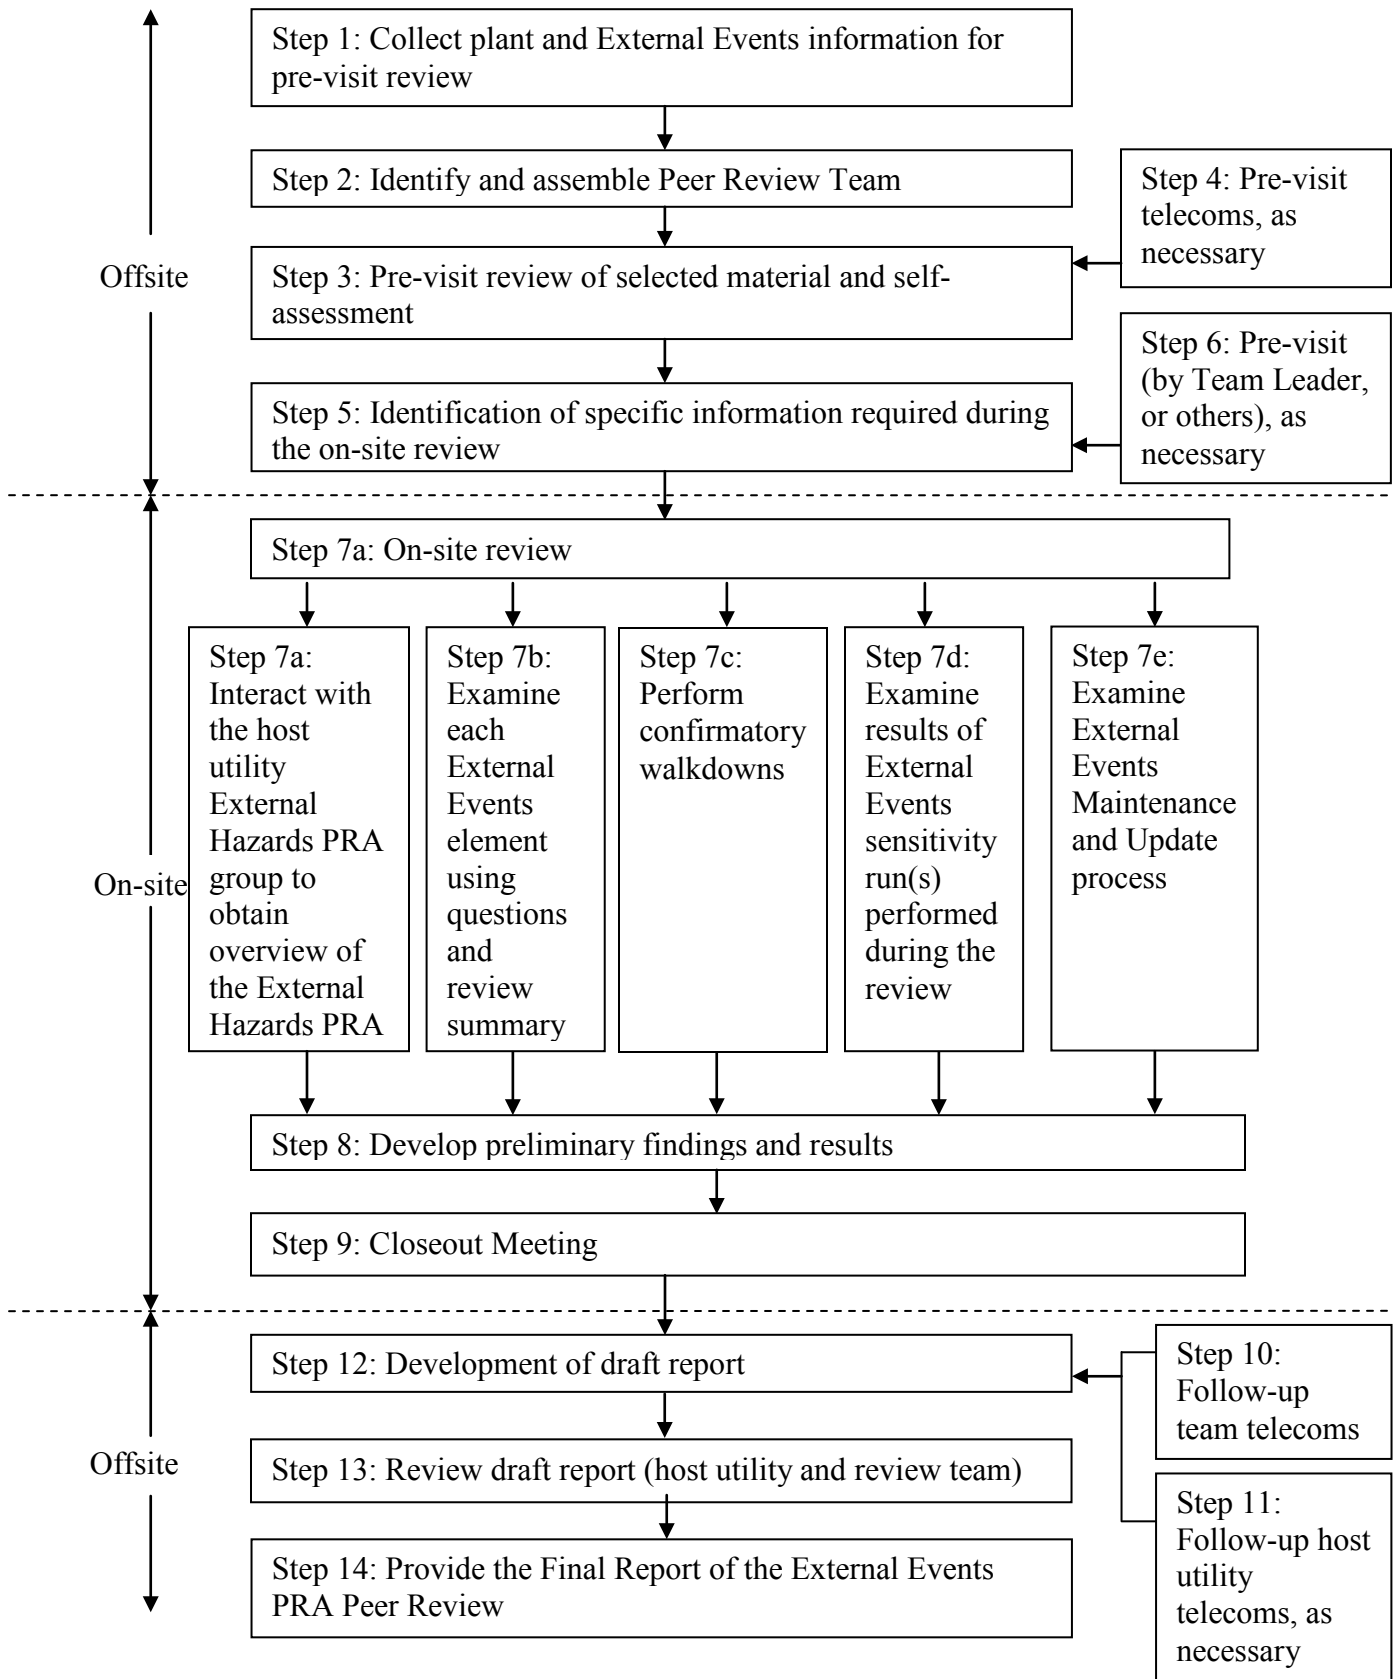 Step 1: Collect plant and External Events information for
pre-visit review
Step 2: Identify and assemble Peer Review Team
Step 4: Pre-visit
telecoms, as
necessary
Offsite
Step 3: Pre-visit review of selected material and self-
assessment
Step 6: Pre-visit
(by Team Leader,
or others), as
necessary
Step 5: Identification of specific information required during
the on-site review
Step 7a: On-site review
On-site
Step 7a:
Interact with
the host
utility
External
Hazards PRA
group to
obtain
overview of
the External
Hazards PRA
Step 7b:
Examine
each
External
Events
element
using
questions
and
review
summary
Step 7c:
Perform
confirmatory
walkdowns
Step 7d:
Examine
results of
External
Events
sensitivity
run(s)
performed
during the
review
Step 7e:
Examine
External
Events
Maintenance
and Update
process
Step 8: Develop preliminary findings and results
Step 9: Closeout Meeting
Step 12: Development of draft report
Step 10:
Follow-up
team telecoms
Offsite
Step 13: Review draft report (host utility and review team)
Step 11:
Follow-up host
utility
telecoms, as
necessary
Step 14: Provide the Final Report of the External Events
PRA Peer Review